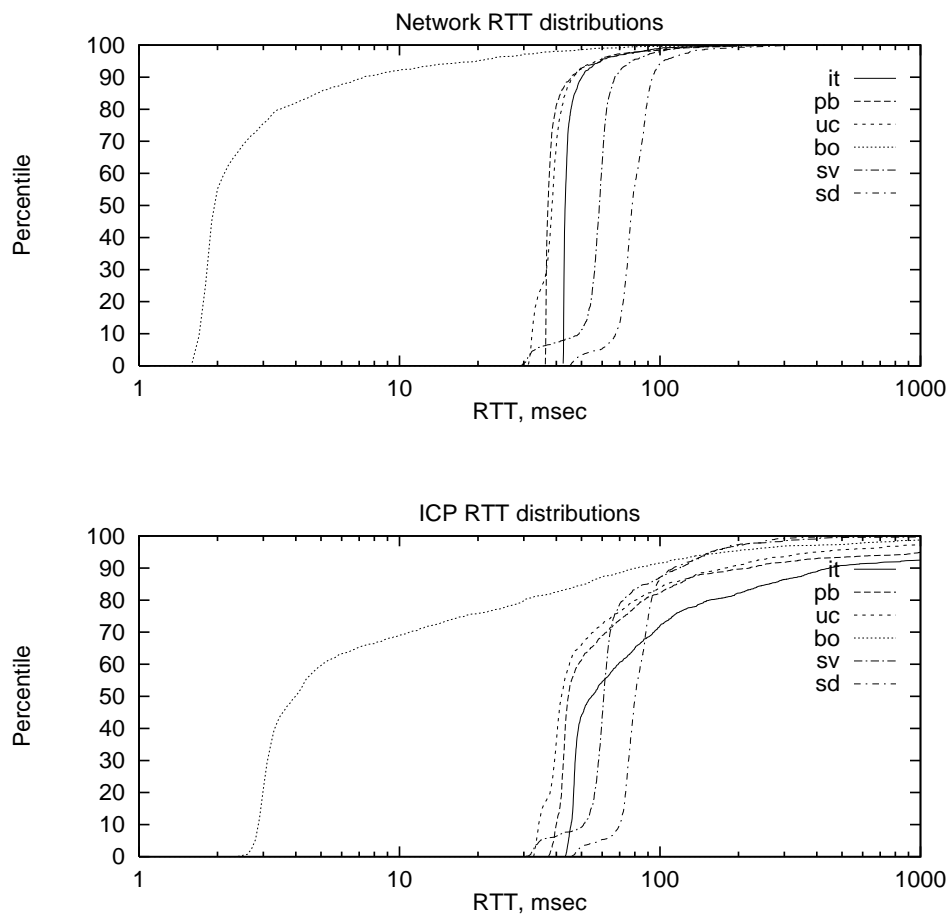 Network RTT distributions
100
90
80
70
60
50
40
30
20
10
0
Percentile
it
pb
uc
bo
sv
sd
1 10 100 1000
RTT, msec
ICP RTT distributions
100
90
80
70
60
50
40
30
20
10
0
Percentile
it
pb
uc
bo
sv
sd
1 10 100 1000
RTT, msec